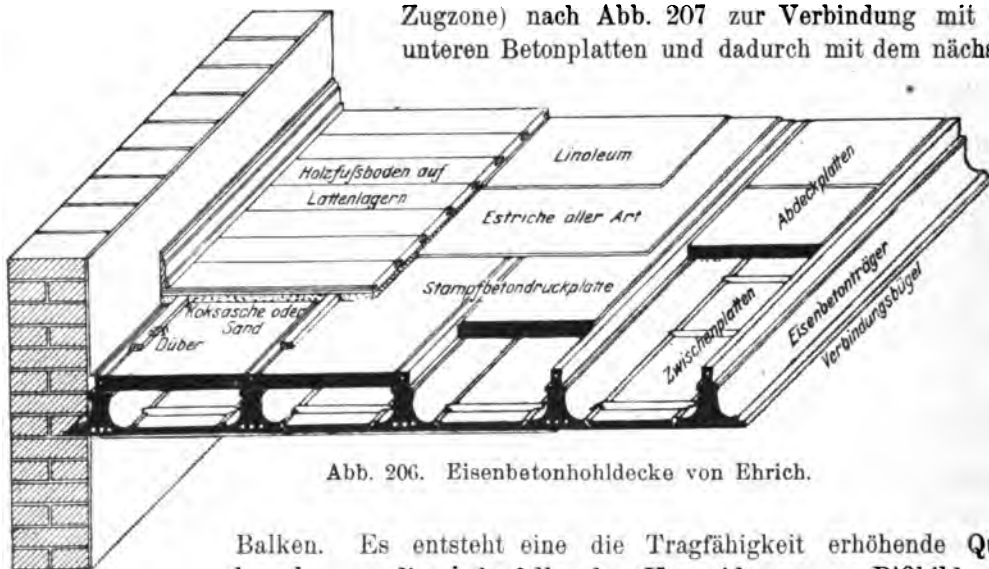 Zugzone) nach Abb. 207 zur Verbindung mit
unteren Betonplatten und dadurch mit dem nächs
Holzfußboden auf
Lattenlagern
Linoleum
Estriche aller Art
Abdeckplatten
Stampfbetondruckplatte
Koksasche oder
Sand
Düber
Zwischenplatten
Eisenbetonträger
Verbindungsbügel
Abb. 206. Eisenbetonhohldecke von Ehrich.
Balken. Es entsteht eine die Tragfähigkeit erhöhende Qu